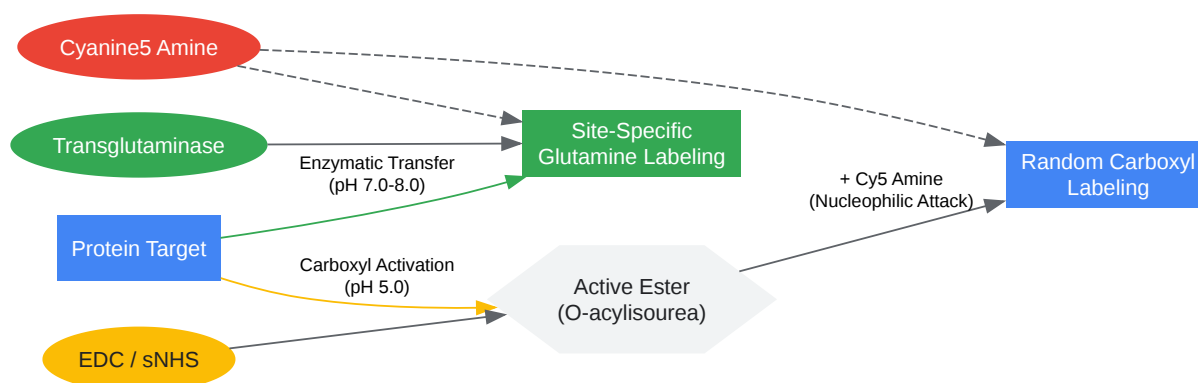 Cyanine5 Amine
Transglutaminase
Enzymatic Transfer
(pH 7.0-8.0)
Site-Specific
Glutamine Labeling
Random Carboxyl
Labeling
+ Cy5 Amine
(Nucleophilic Attack)
Protein Target
Carboxyl Activation
(pH 5.0)
Active Ester
(O-acylisourea)
EDC / sNHS